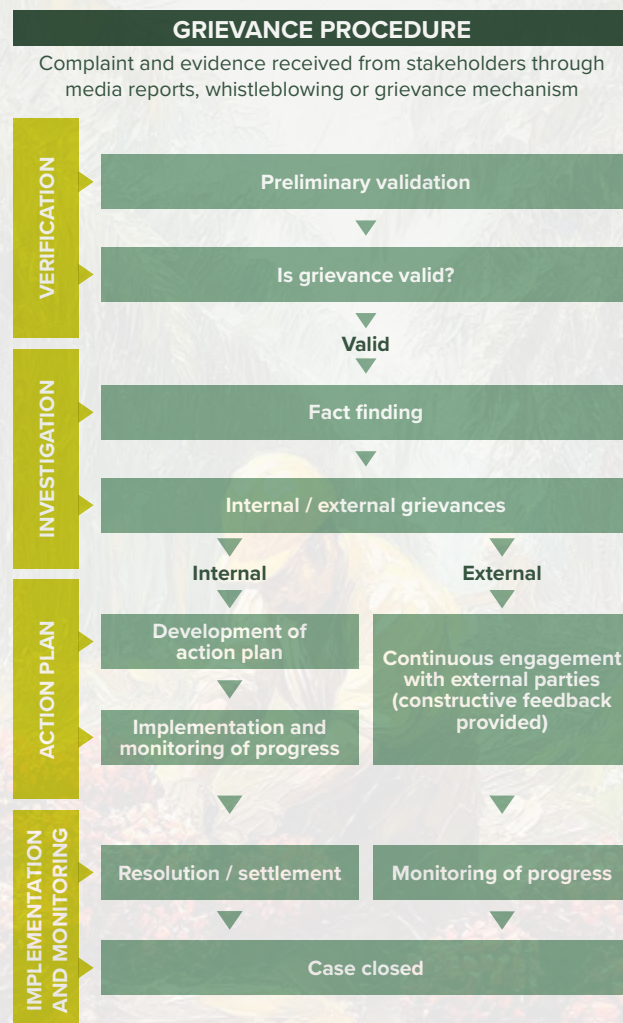 GRIEVANCE PROCEDURE
Complaint and evidence received from stakeholders through
media reports, whistleblowing or grievance mechanism
VERIFICATION
Preliminary validation
Is grievance valid?
Valid
INVESTIGATION
Fact finding
Internal / external grievances
Internal
External
ACTION PLAN
Development of
action plan
Implementation and
monitoring of progress
Continuous engagement
with external parties
(constructive feedback
provided)
IMPLEMENTATION
AND MONITORING
Resolution / settlement
Monitoring of progress
Case closed